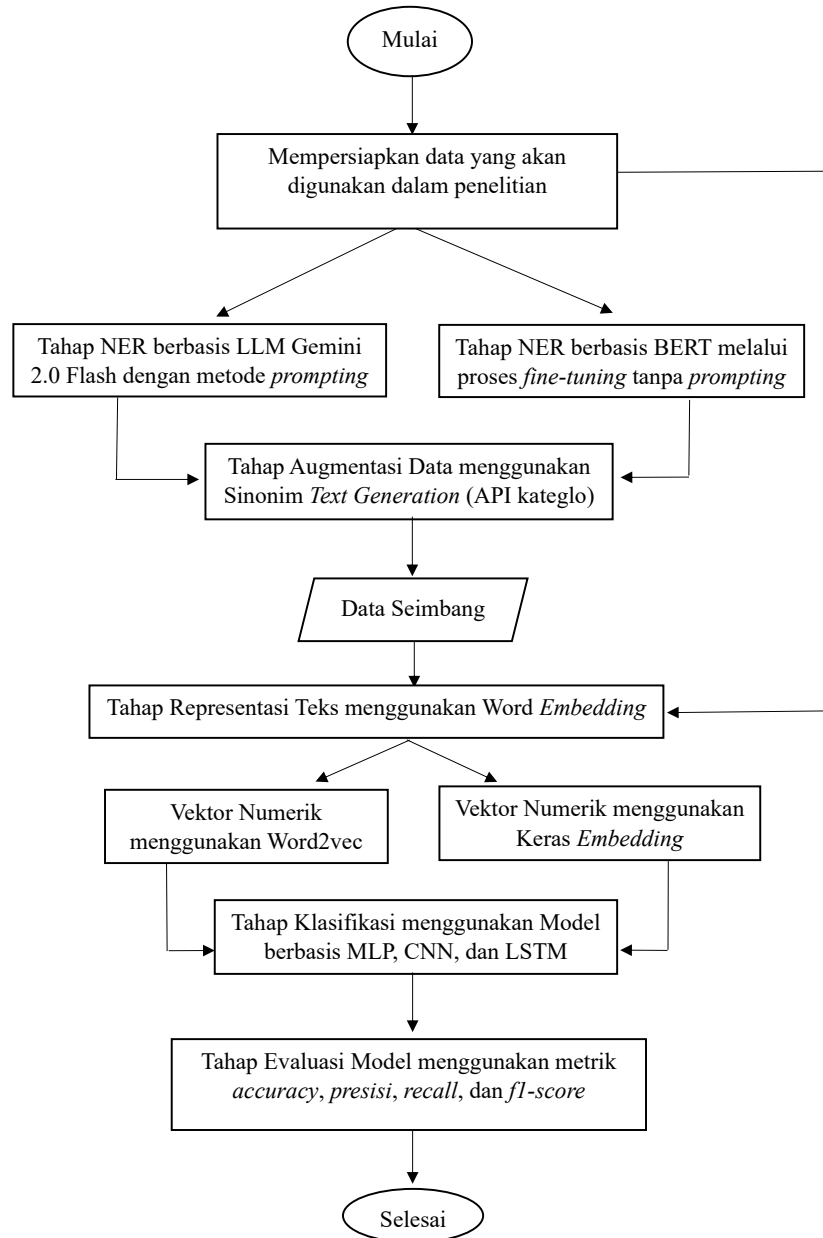 Mulai
Mempersiapkan data yang akan
digunakan dalam penelitian
Tahap NER berbasis LLM Gemini
2.0 Flash dengan metode prompting
Tahap NER berbasis BERT melalui
proses fine-tuning tanpa prompting
Tahap Augmentasi Data menggunakan
Sinonim Text Generation (API kateglo)
Data Seimbang
Tahap Representasi Teks menggunakan Word Embedding
Vektor Numerik
menggunakan Word2vec
Vektor Numerik menggunakan
Keras Embedding
Tahap Klasifikasi menggunakan Model
berbasis MLP, CNN, dan LSTM
Tahap Evaluasi Model menggunakan metrik
accuracy, presisi, recall, dan f1-score
Selesai